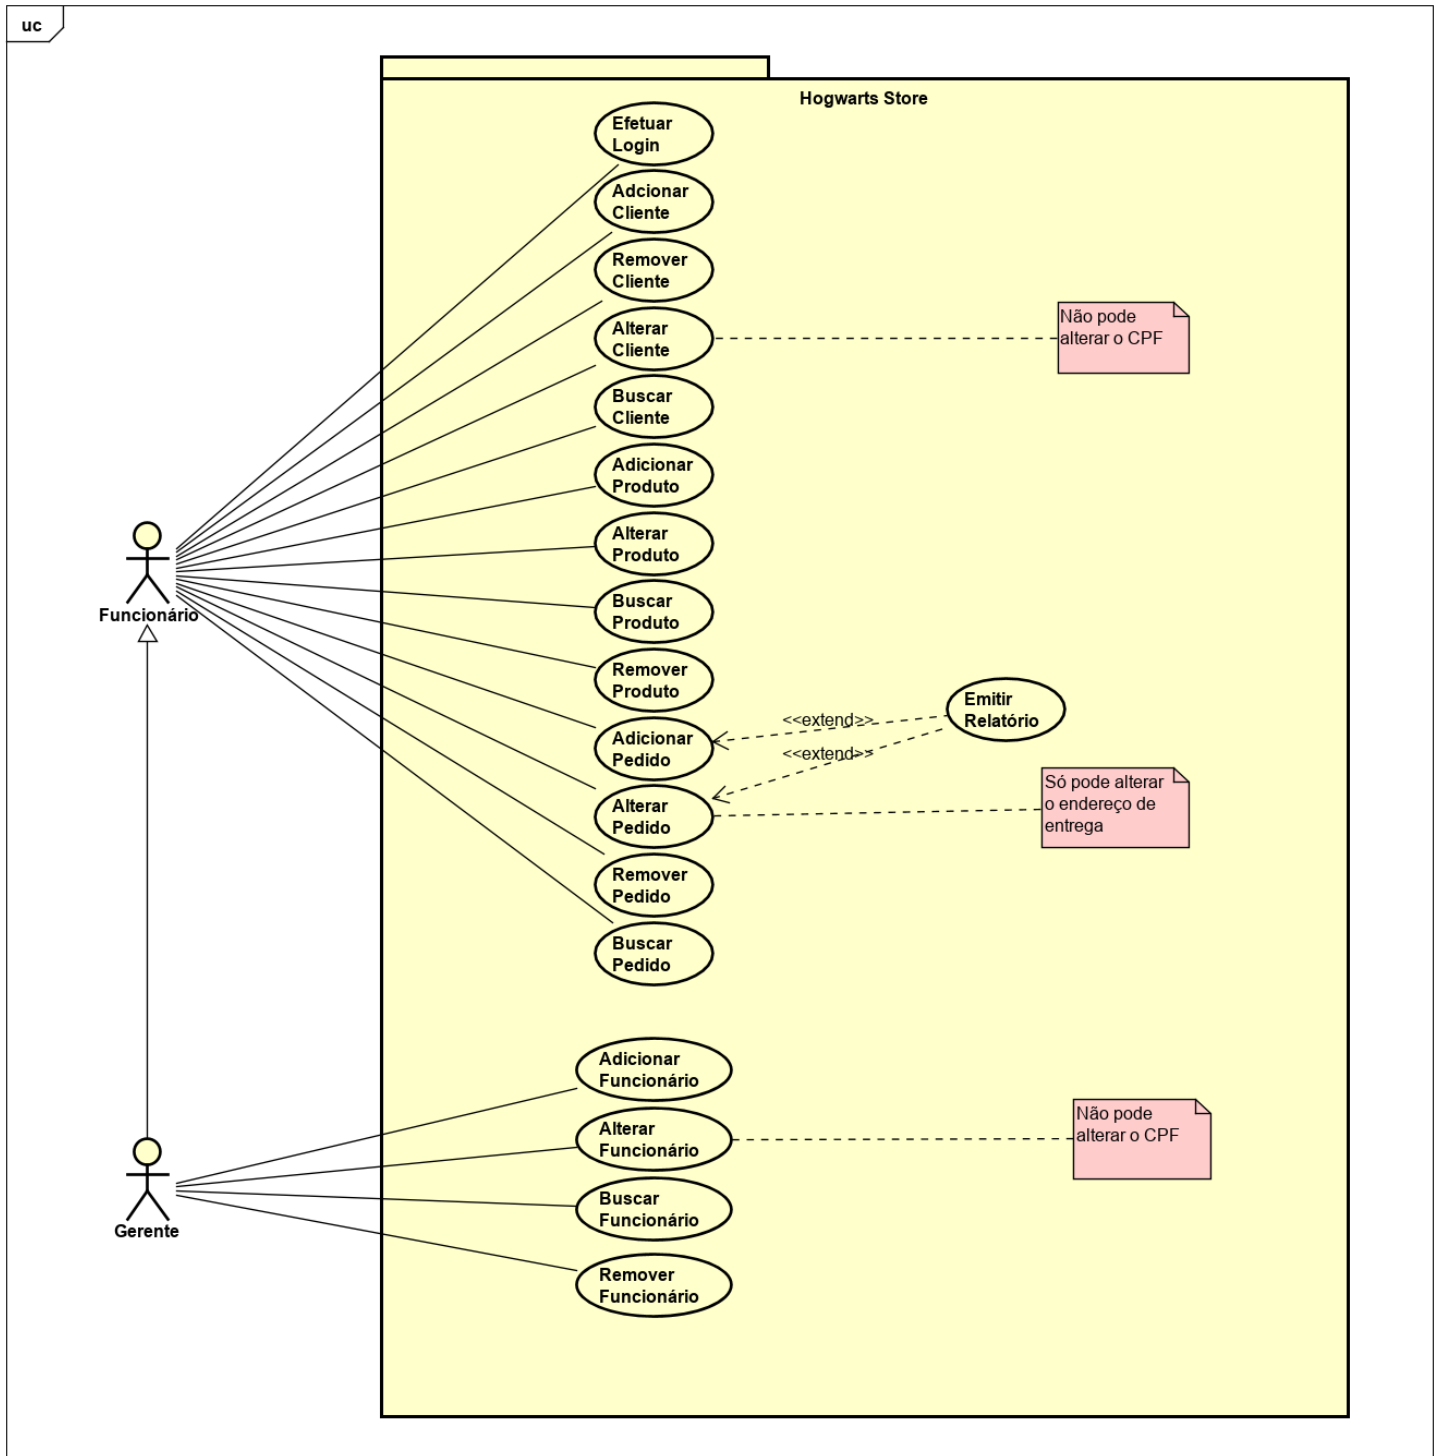 uc
Hogwarts Store
Efetuar
Login
Adcionar
Cliente
Remover
Cliente
Alterar
Cliente
Não pode
alterar o CPF
Buscar
Cliente
Adicionar
Produto
Alterar
Produto
Buscar
Produto
Funcionário
Remover
Produto
Emitir
Relatório
<<extend>>
Adicionar
Pedido
<<extend>>
Só pode alterar
o endereço de
entrega
Alterar
Pedido
Remover
Pedido
Buscar
Pedido
Adicionar
Funcionário
Alterar
Funcionário
Não pode
alterar o CPF
Buscar
Funcionário
Gerente
Remover
Funcionário